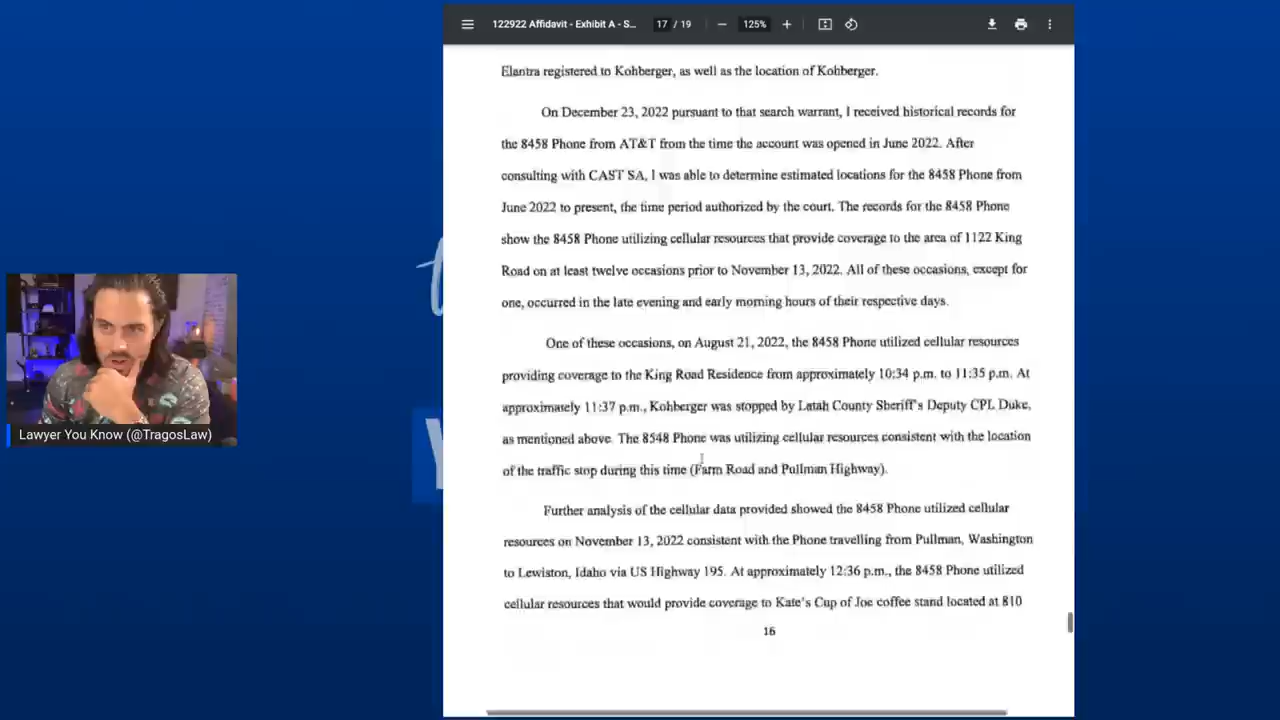 122922 Affidavit - Exhibit A - S...
17 / 19
125%
Elantra registered to Kohberger, as well as the location of Kohberger.
On December 23, 2022 pursuant to that search warrant, I received historical records for
the 8458 Phone from AT&T from the time the account was opened in June 2022. After
consulting with CAST SA, I was able to determine estimated locations for the 8458 Phone from
June 2022 to present, the time period authorized by the court. The records for the 8458 Phone
show the 8458 Phone utilizing cellular resources that provide coverage to the area of 1122 King
Road on at least twelve occasions prior to November 13, 2022. All of these occasions, except for
one, occurred in the late evening and early morning hours of their respective days.
One of these occasions, on August 21, 2022, the 8458 Phone utilized cellular resources
providing coverage to the King Road Residence from approximately 10:34 p.m. to 11:35 p.m. At
approximately 11:37 p.m., Kohberger was stopped by Latah County Sheriff's Deputy CPL Duke,
as mentioned above. The 8548 Phone was utilizing cellular resources consistent with the location
of the traffic stop during this time (Farm Road and Pullman Highway).
Further analysis of the cellular data provided showed the 8458 Phone utilized cellular
resources on November 13, 2022 consistent with the Phone travelling from Pullman, Washington
to Lewiston, Idaho via US Highway 195. At approximately 12:36 p.m., the 8458 Phone utilized
cellular resources that would provide coverage to Kate's Cup of Joe coffee stand located at 810
16
Lawyer You Know (@TragosLaw)